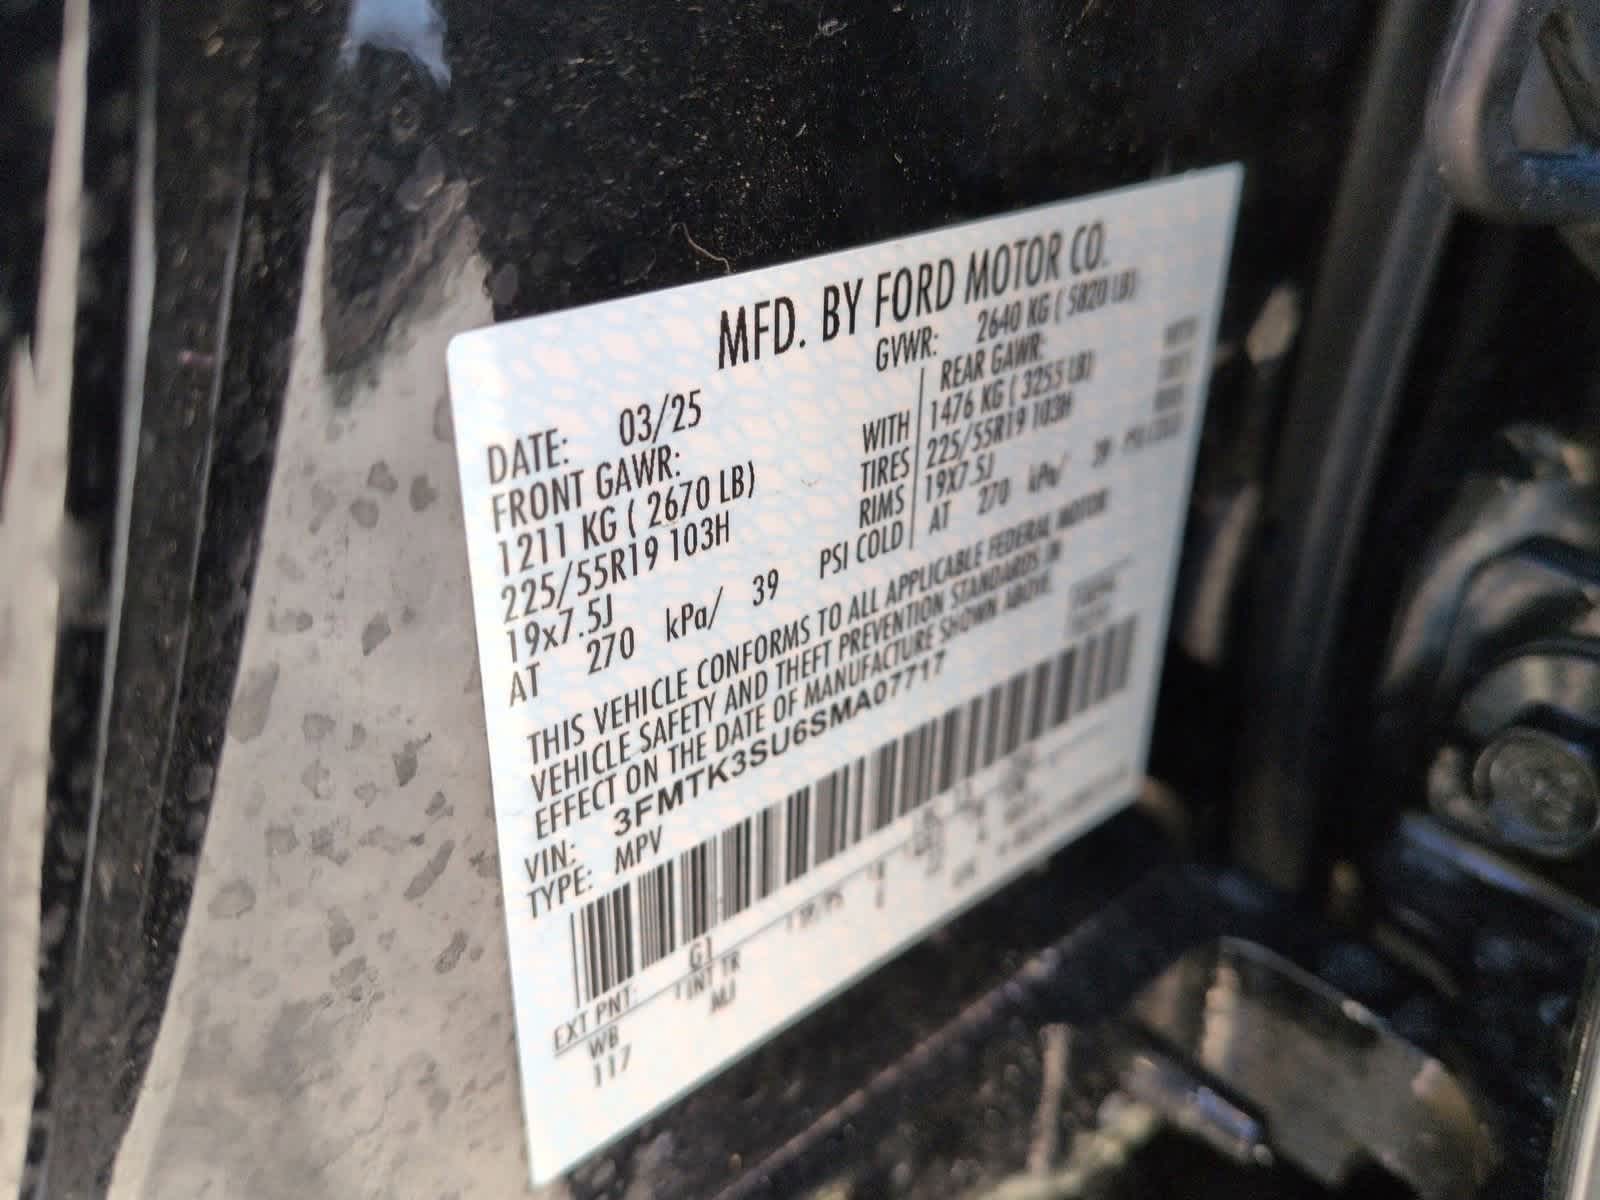 MFD. BY FORD MOTOR CO.
DATE: 03/25 GVWR: 2640 KG ( 5820 LB)
FRONT GAWR: REAR GAWR:
1211 KG ( 2670 LB) WITH 1476 KG ( 3255 LB)
225/55R19 103H TIRES 225/55R19 103H
19x7.5J RIMS 19X7.5J
AT 270 kPa/ 39 PSI COLD AT 270 kPa/ 39 PSI COLD
THIS VEHICLE CONFORMS TO ALL APPLICABLE FEDERAL MOTOR
VEHICLE SAFETY AND THEFT PREVENTION STANDARDS IN
EFFECT ON THE DATE OF MANUFACTURE SHOWN ABOVE.
VIN: 3FMTK3SU6SMA07717
TYPE: MPV
EXT PNT: G1
WB INT TR
117 MJ